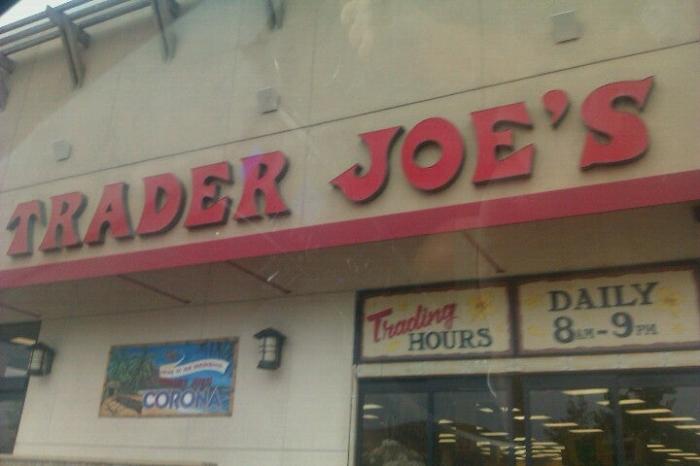 TRADER JOE'S
Trading
HOURS
DAILY
8AM-9PM
CORONA